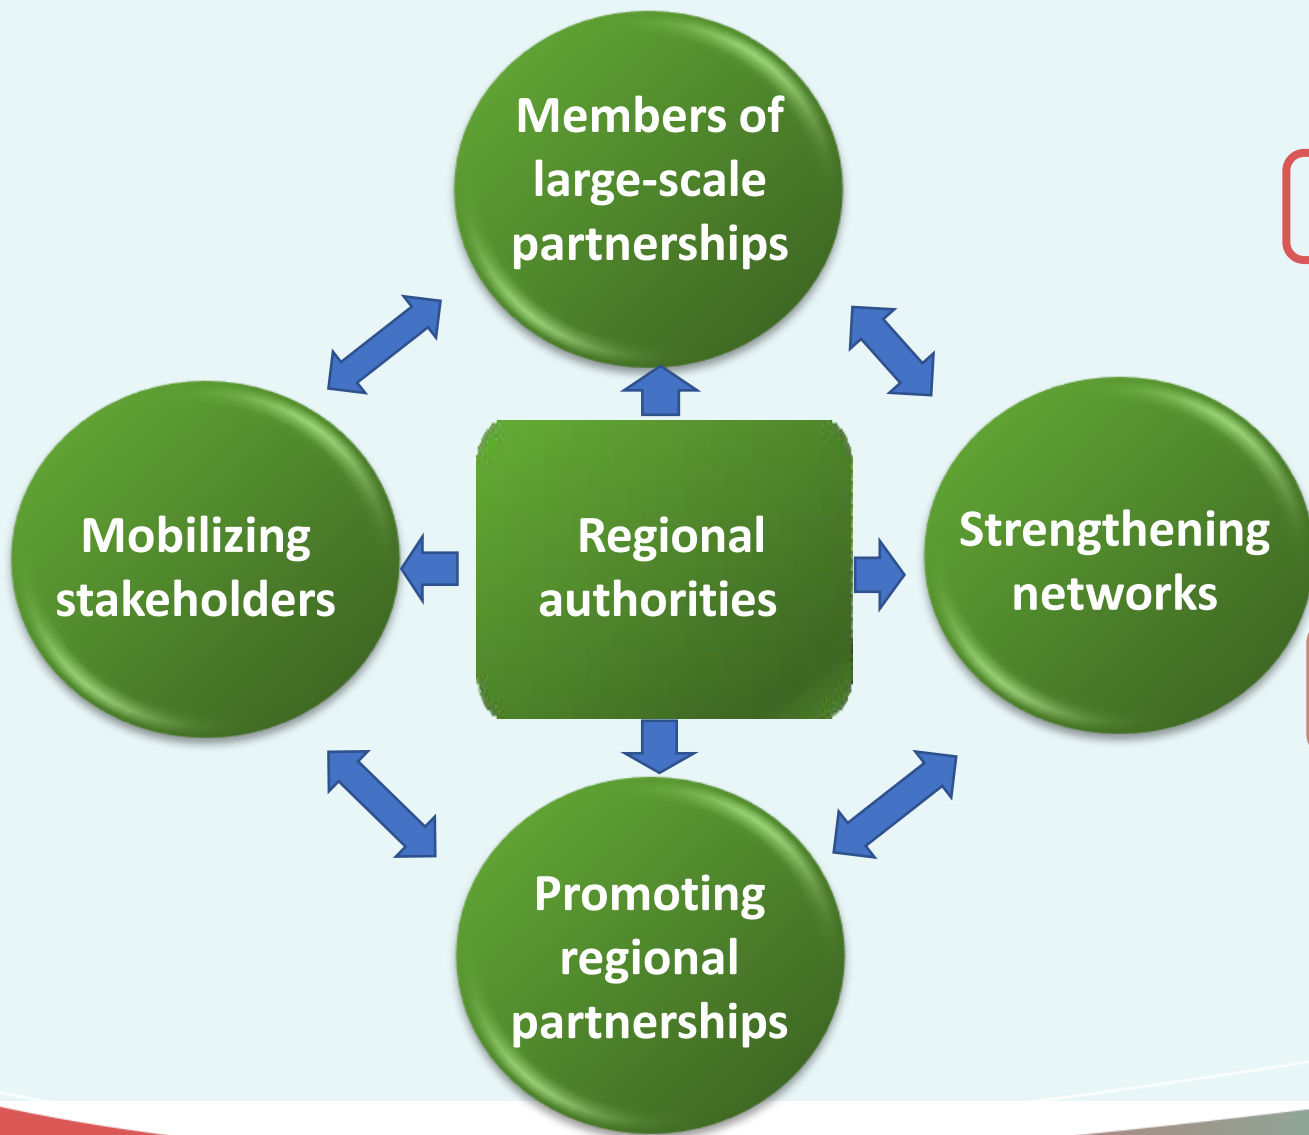 Members of
large-scale
partnerships
Mobilizing
stakeholders
Regional
authorities
Strengthening
networks
Promoting
regional
partnerships